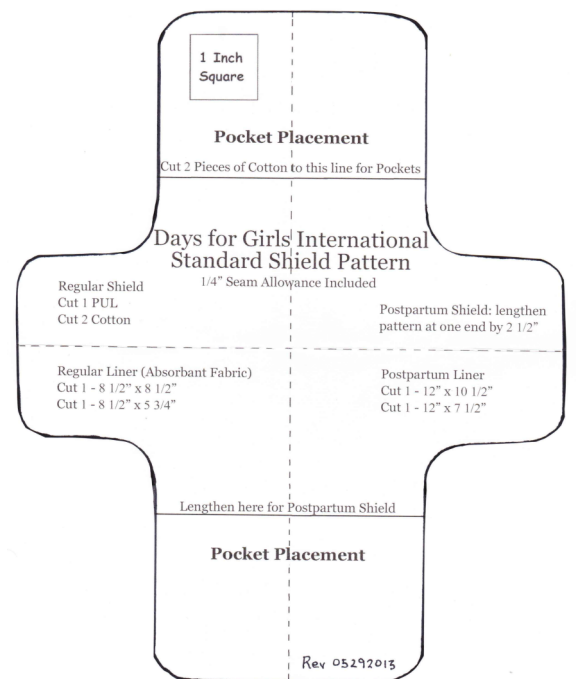 1 Inch
Square
Pocket Placement
Cut 2 Pieces of Cotton to this line for Pockets
Days for Girls International
Standard Shield Pattern
1/4" Seam Allowance Included
Regular Shield
Cut 1 PUL
Cut 2 Cotton
Postpartum Shield: lengthen
pattern at one end by 2 1/2"
Regular Liner (Absorbant Fabric)
Cut 1 - 8 1/2" x 8 1/2"
Cut 1 - 8 1/2" x 5 3/4"
Postpartum Liner
Cut 1 - 12" x 10 1/2"
Cut 1 - 12" x 7 1/2"
Lengthen here for Postpartum Shield
Pocket Placement
Rev 05292013